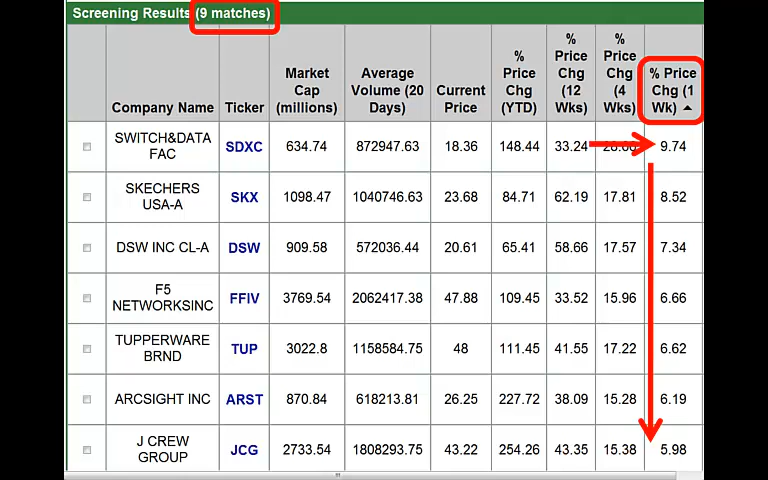 Screening Results (9 matches)
Company Name Ticker Market Cap (millions) Average Volume (20 Days) Current Price % Price Chg (YTD) % Price Chg (12 Wks) % Price Chg (4 Wks) % Price Chg (1 Wk)
SWITCH&DATA FAC SDXC 634.74 872947.63 18.36 148.44 33.24 9.74
SKECHERS USA-A SKX 1098.47 1040746.63 23.68 84.71 62.19 17.81 8.52
DSW INC CL-A DSW 909.58 572036.44 20.61 65.41 58.66 17.57 7.34
F5 NETWORKSINC FFIV 3769.54 2062417.38 47.88 109.45 33.52 15.96 6.66
TUPPERWARE BRND TUP 3022.8 1158584.75 48 111.45 41.55 17.22 6.62
ARCSIGHT INC ARST 870.84 618213.81 26.25 227.72 38.09 15.28 6.19
J CREW GROUP JCG 2733.54 1808293.75 43.22 254.26 43.35 15.38 5.98